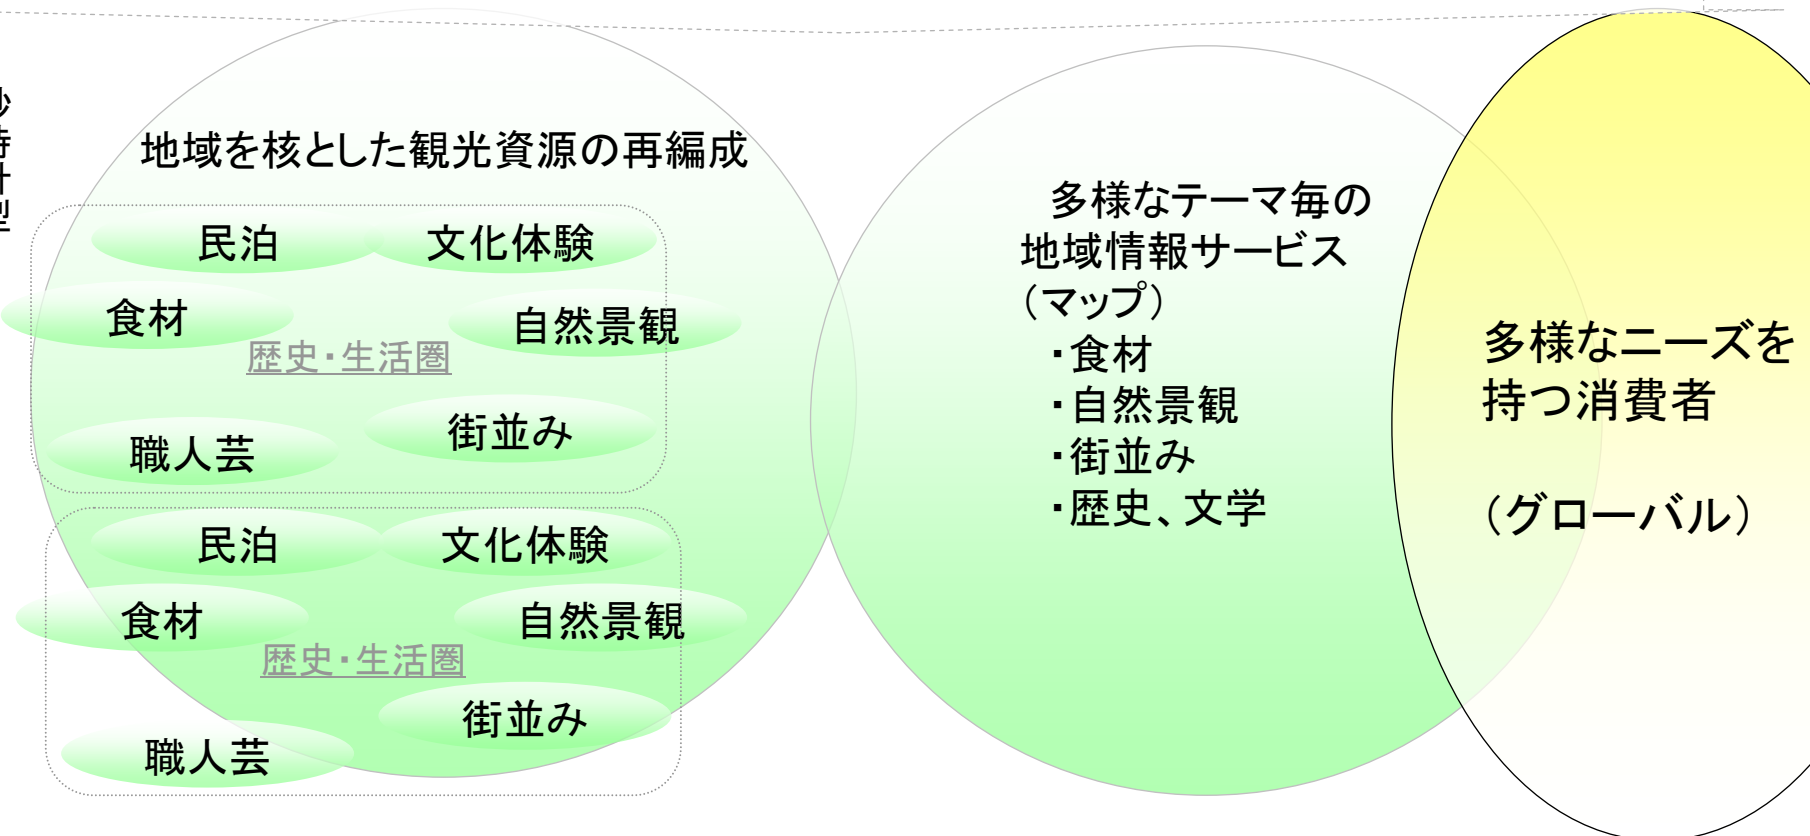 地域を核とした観光資源の再編成
民泊
文化体験
食材
自然景観
歴史・生活圏
職人芸
街並み
民泊
文化体験
食材
自然景観
歴史・生活圏
街並み
職人芸
多様なテーマ毎の
地域情報サービス
（マップ）
・食材
・自然景観
・街並み
・歴史、文学
多様なニーズを
持つ消費者
（グローバル）